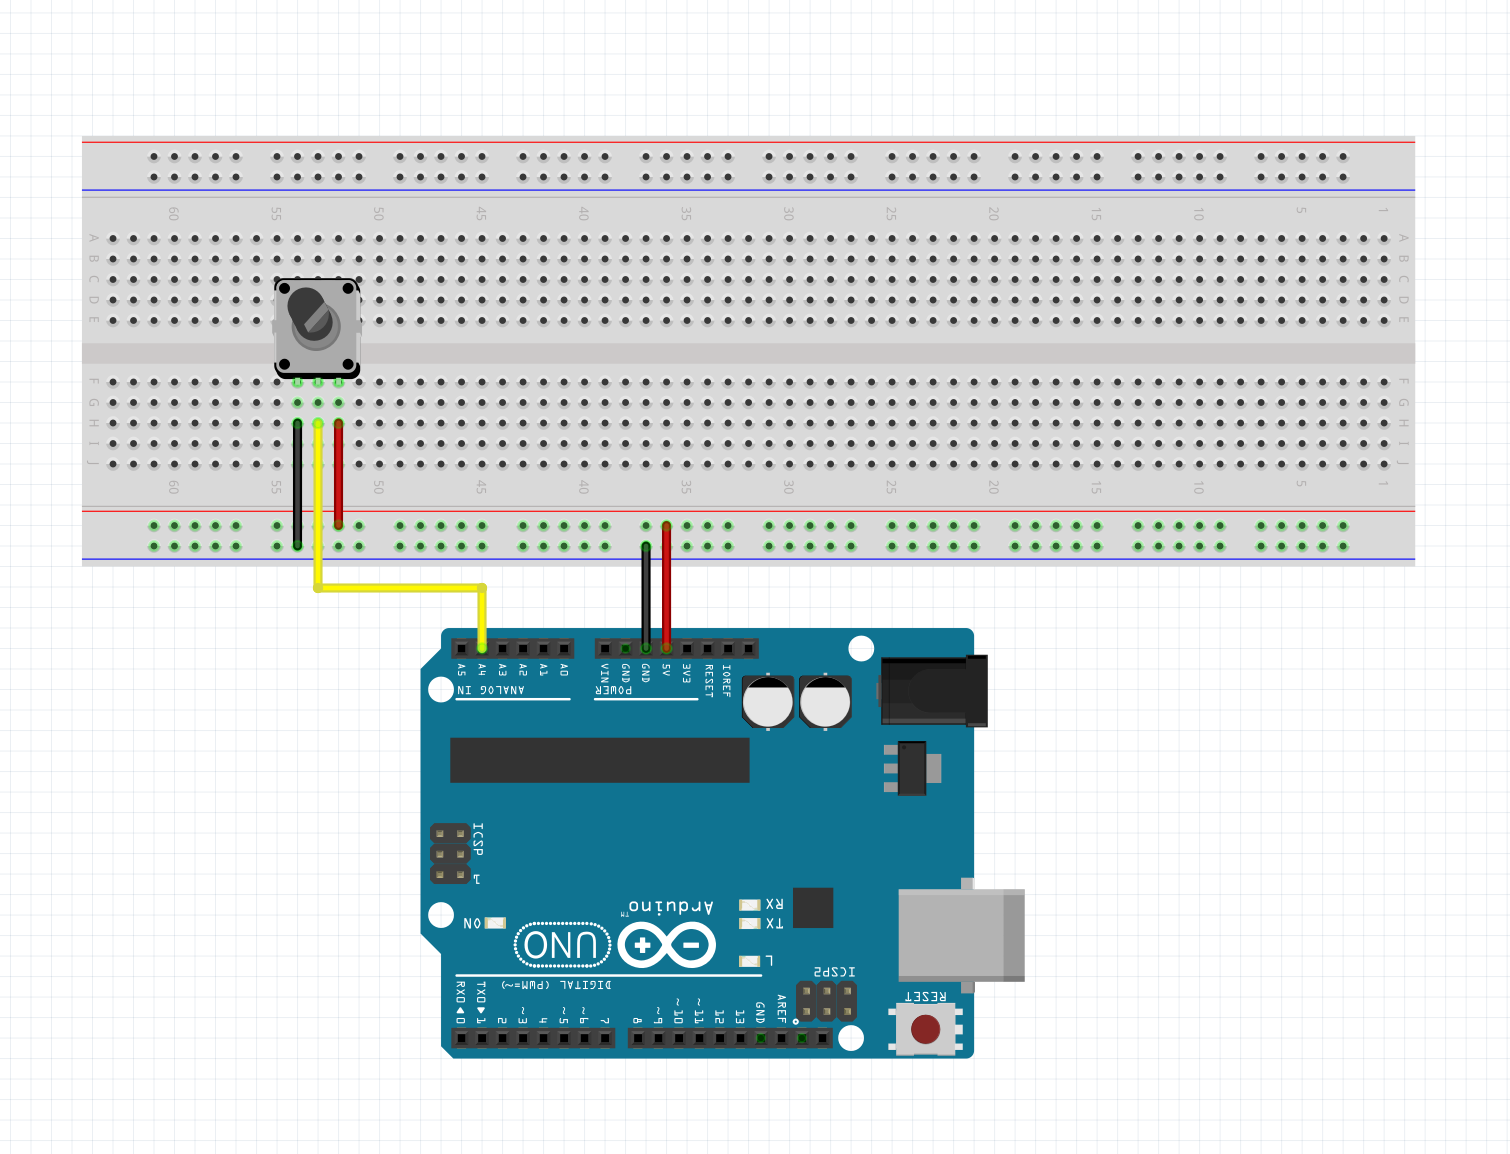 60 55 50 45 40 35 30 25 20 15 10 5 1
A A
B B
C C
D D
E E
F F
G G
H H
I I
J J
60 55 50 45 40 35 30 25 20 15 10 5 1
A5 A4 A3 A2 A1 A0 VIN GND GND 5V 3V3 RESET IOREF
ANALOG IN POWER
ICSP
1
Arduino™ RX
ON TX
UNO
L
ICSP2
DIGITAL (PWM=~)
RESET
RX0◀0 TX0▶1 2 ~3 4 ~5 ~6 7 8 ~9 ~10 ~11 12 13 GND AREF